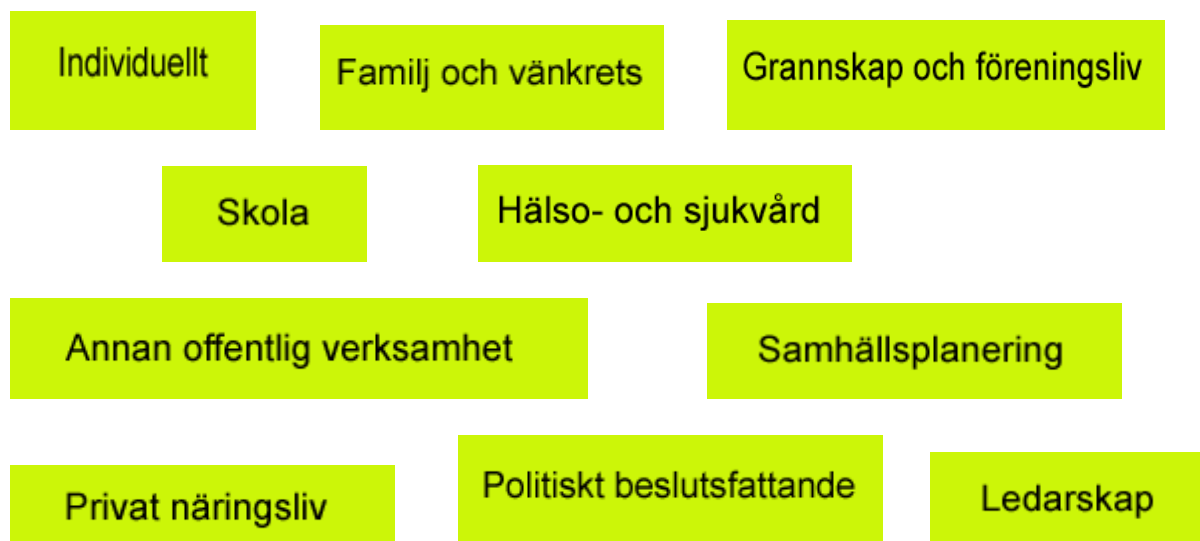 Individuellt
Familj och vänkrets
Grannskap och föreningsliv
Skola
Hälso- och sjukvård
Annan offentlig verksamhet
Samhällsplanering
Privat näringsliv
Politiskt beslutsfattande
Ledarskap